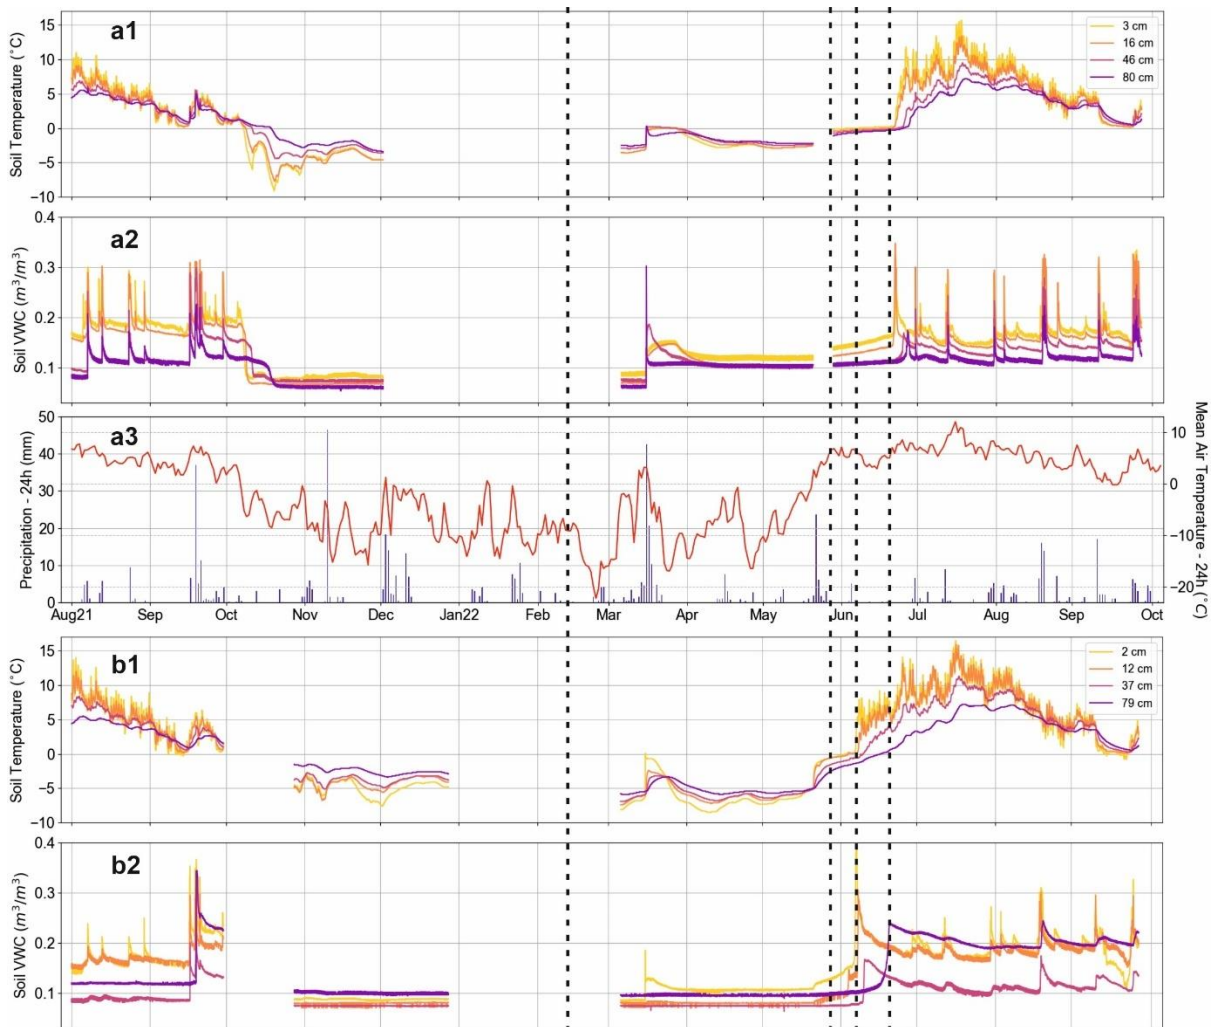 a1
Soil Temperature (°C)
15
10
5
0
−5
−10
3 cm
16 cm
46 cm
80 cm
a2
Soil VWC (m³/m³)
0.4
0.3
0.2
0.1
a3
Precipitation - 24h (mm)
50
40
30
20
10
0
Mean Air Temperature - 24h (°C)
10
0
−10
−20
Aug21 Sep Oct Nov Dec Jan22 Feb Mar Apr May Jun Jul Aug Sep Oct
b1
Soil Temperature (°C)
15
10
5
0
−5
−10
2 cm
12 cm
37 cm
79 cm
b2
Soil VWC (m³/m³)
0.4
0.3
0.2
0.1